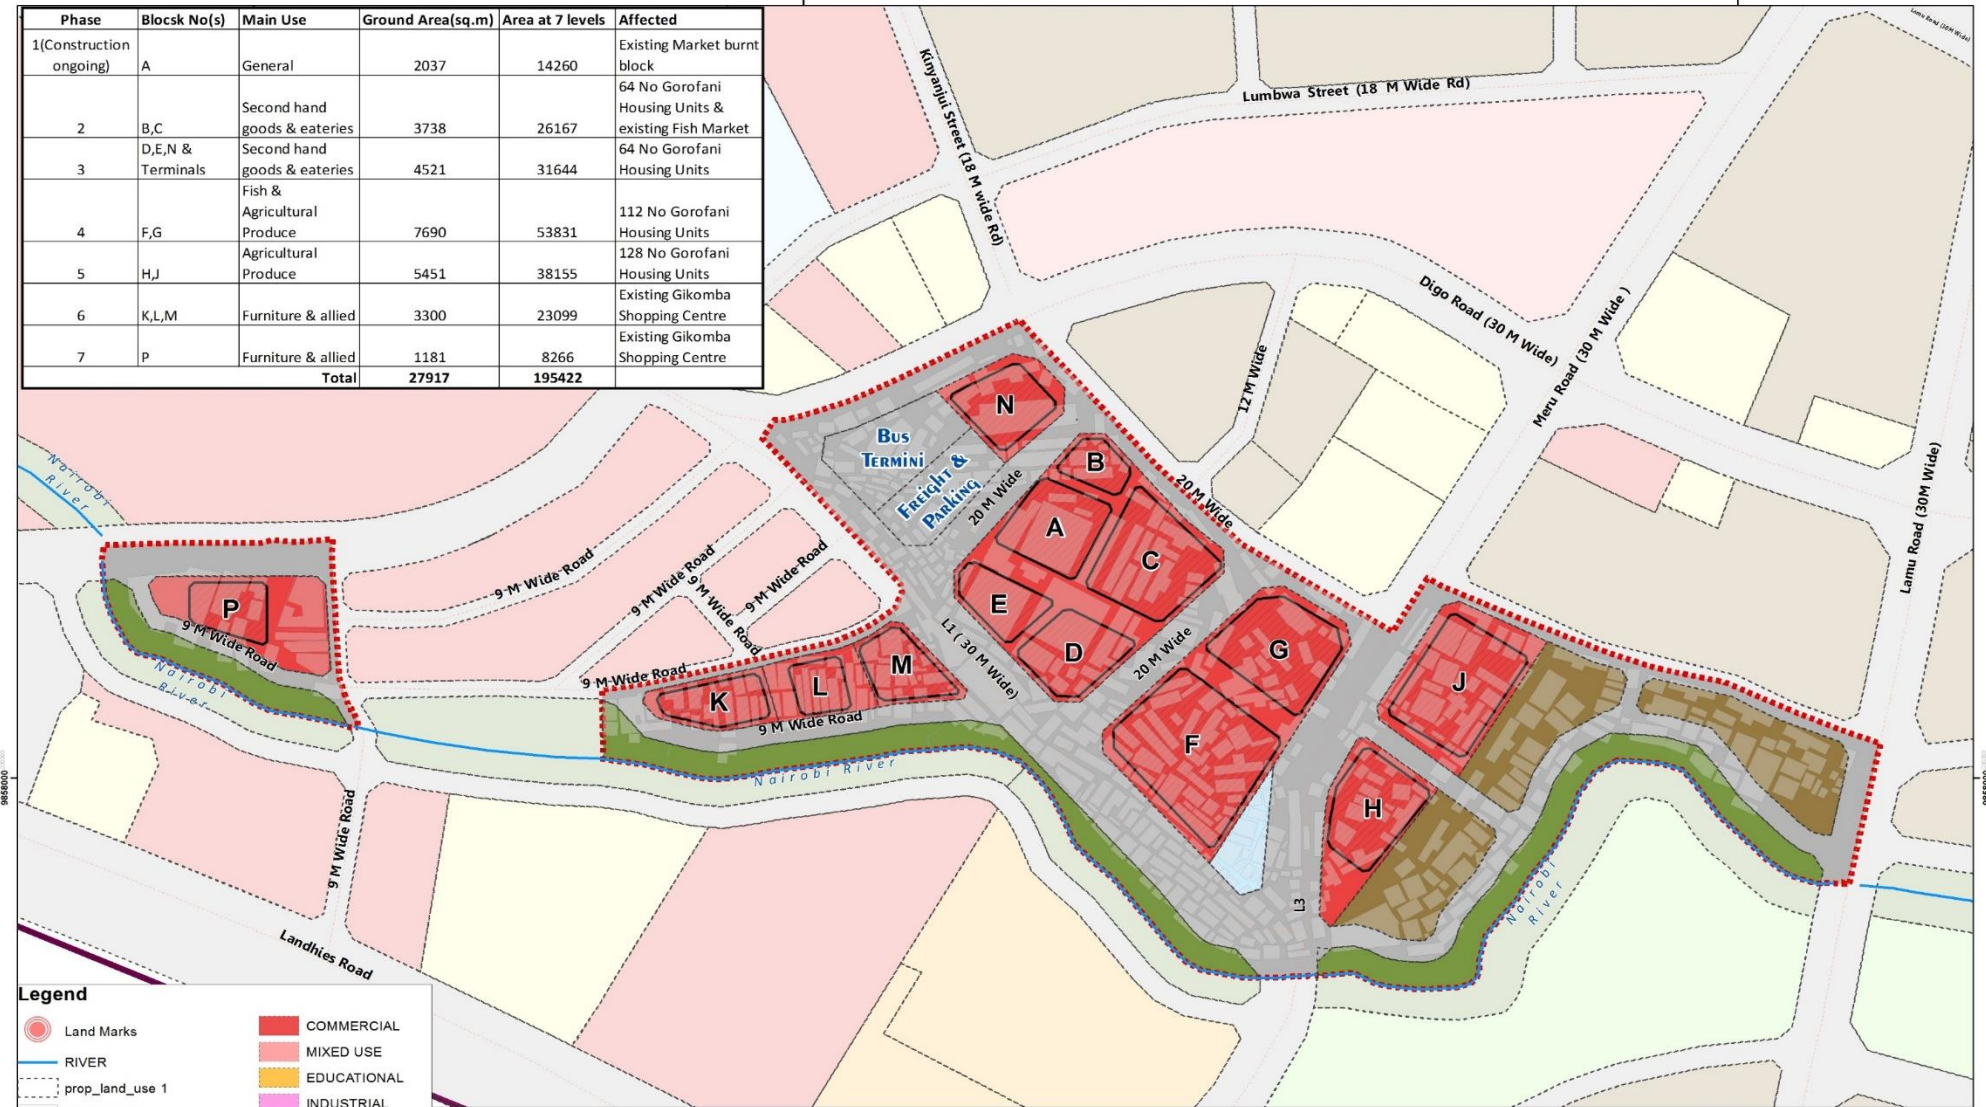 Phase Blocsk No(s) Main Use Ground Area(sq.m) Area at 7 levels Affected
1(Construction ongoing) A General 2037 14260 Existing Market burnt block
2 B,C Second hand goods & eateries 3738 26167 64 No Gorofani Housing Units & existing Fish Market
3 D,E,N & Terminals Second hand goods & eateries 4521 31644 64 No Gorofani Housing Units
4 F,G Fish & Agricultural Produce 7690 53831 112 No Gorofani Housing Units
5 H,J Agricultural Produce 5451 38155 128 No Gorofani Housing Units
6 K,L,M Furniture & allied 3300 23099 Existing Gikomba Shopping Centre
7 P Furniture & allied 1181 8266 Existing Gikomba Shopping Centre
Total 27917 195422
Lamu Road (30M Wide)
Kinyanjui Street (18 M wide Rd)
Lumbwa Street (18 M Wide Rd)
Digo Road (30 M Wide)
Meru Road (30 M Wide )
12 M Wide
Lamu Road (30M Wide)
N
Bus
Termini
Freight &
Parking
20 M Wide
B
20 M Wide
A
C
E
D
L1 ( 30 M Wide)
20 M Wide
G
F
J
H
L3
Nairobi
River
9 M Wide Road
9 M Wide Road
9 M Wide Road
9 M Wide Road
P
9 M Wide Road
Nairobi
River
9 M Wide Road
K
L
M
9 M Wide Road
Nairobi River
Nairobi
River
9 M Wide Road
Landhies Road
9858000
Legend
Land Marks
RIVER
prop_land_use 1
COMMERCIAL
MIXED USE
EDUCATIONAL
INDUSTRIAL